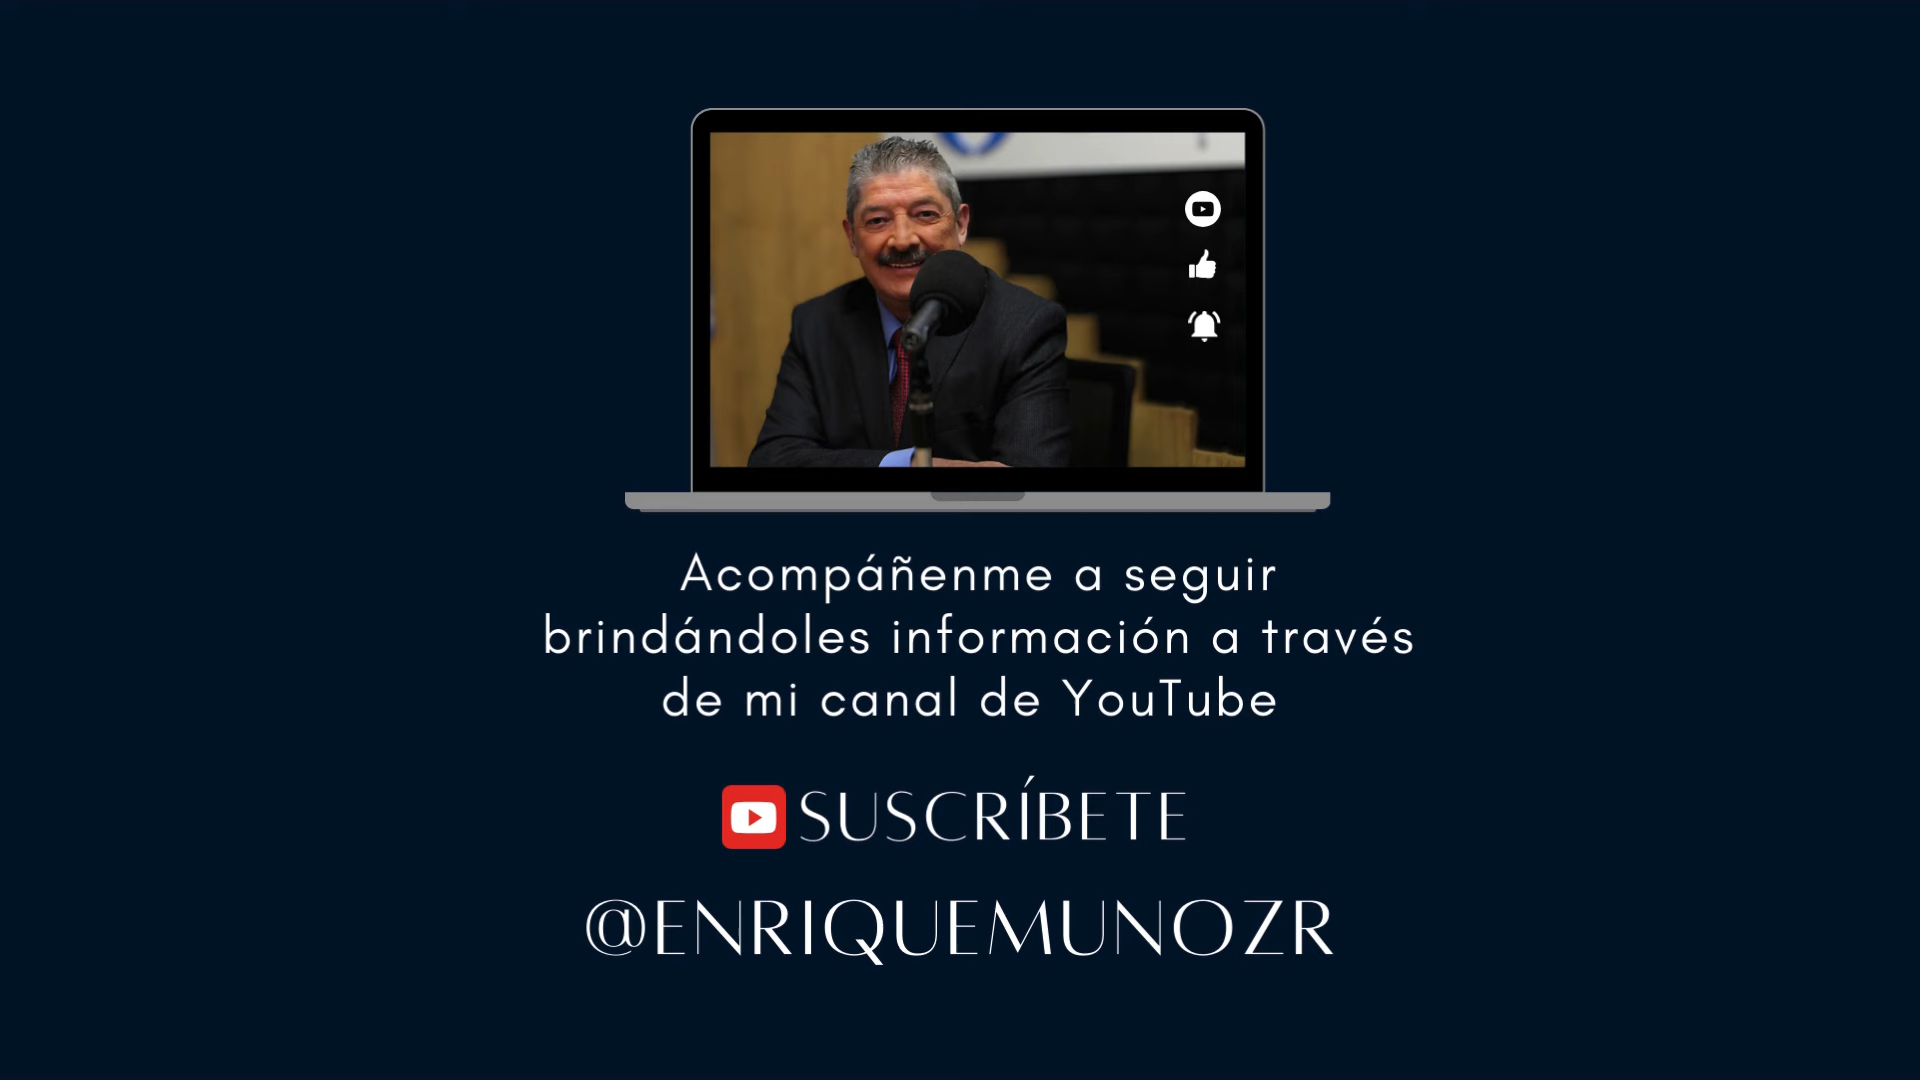 Acompáñenme a seguir
brindándoles información a través
de mi canal de YouTube
SUSCRÍBETE
@ENRIQUEMUNOZR